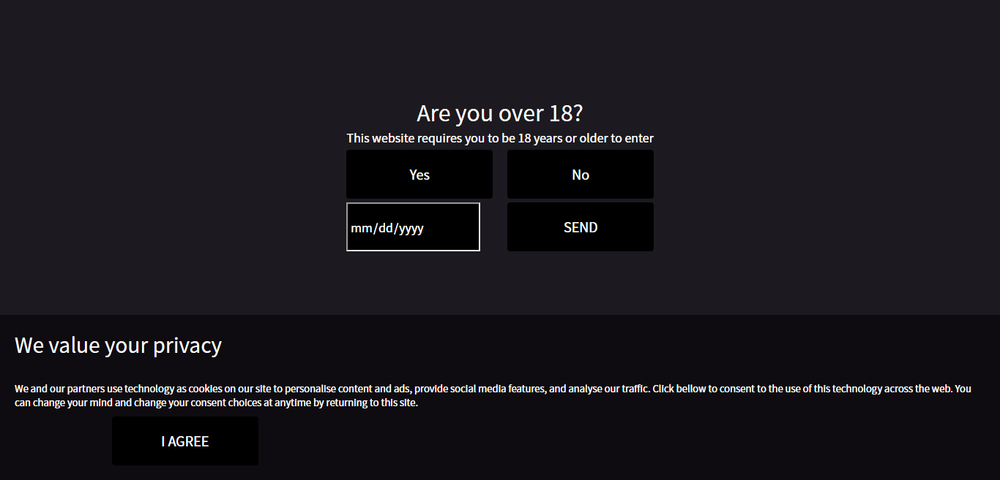 Are you over 18?
This website requires you to be 18 years or older to enter
Yes No
mm/dd/yyyy SEND
We value your privacy
We and our partners use technology as cookies on our site to personalise content and ads, provide social media features, and analyse our traffic. Click bellow to consent to the use of this technology across the web. You
can change your mind and change your consent choices at anytime by returning to this site.
I AGREE